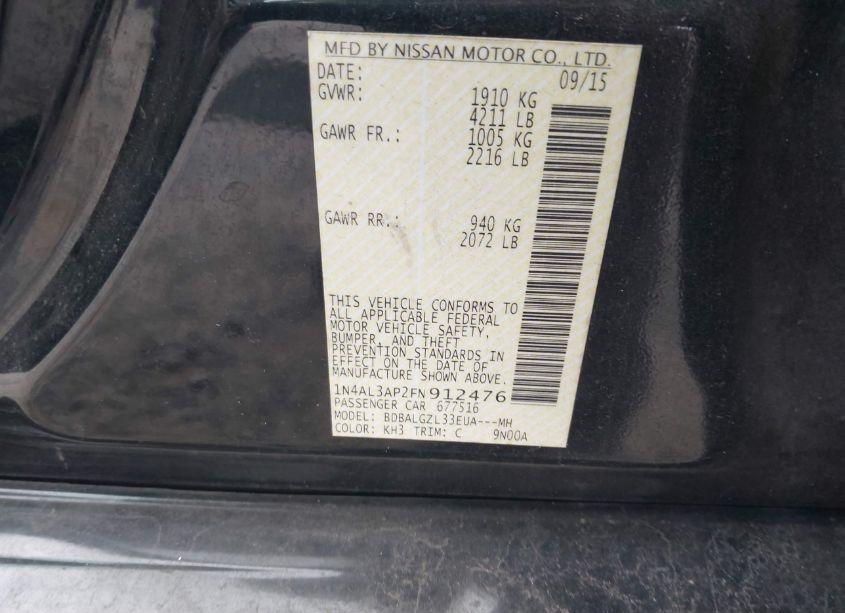 MFD BY NISSAN MOTOR CO., LTD.
DATE: 09/15
GVWR: 1910 KG
4211 LB
GAWR FR.: 1005 KG
2216 LB
GAWR RR.: 940 KG
2072 LB
THIS VEHICLE CONFORMS TO
ALL APPLICABLE FEDERAL
MOTOR VEHICLE SAFETY,
BUMPER, AND THEFT
PREVENTION STANDARDS IN
EFFECT ON THE DATE OF
MANUFACTURE SHOWN ABOVE.
1N4AL3AP2FN912476
PASSENGER CAR 677516
MODEL: BDBALGZL33EUA---MH
COLOR: KH3 TRIM: C 9N00A